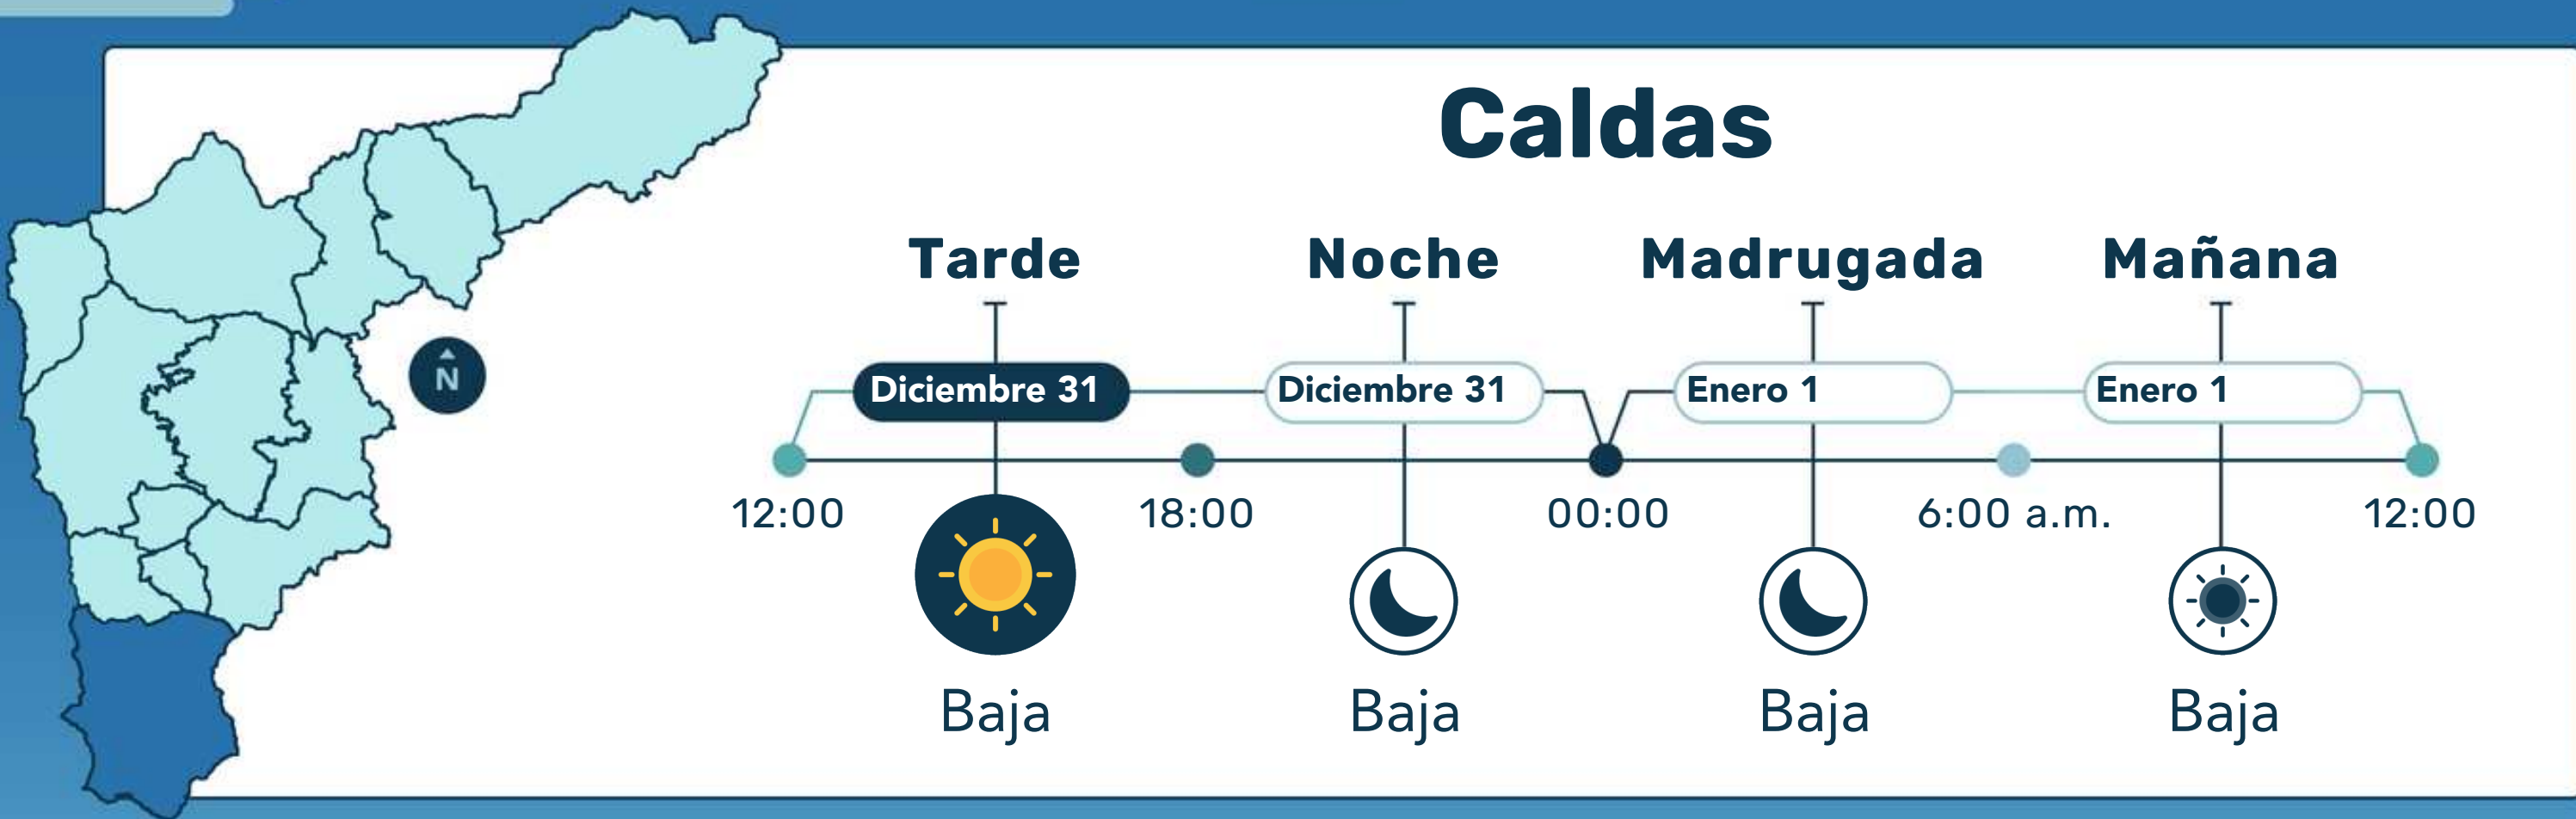 Caldas
Tarde
Noche
Madrugada
Mañana
Diciembre 31
Diciembre 31
Enero 1
Enero 1
N
12:00
18:00
00:00
6:00 a.m.
12:00
Baja
Baja
Baja
Baja